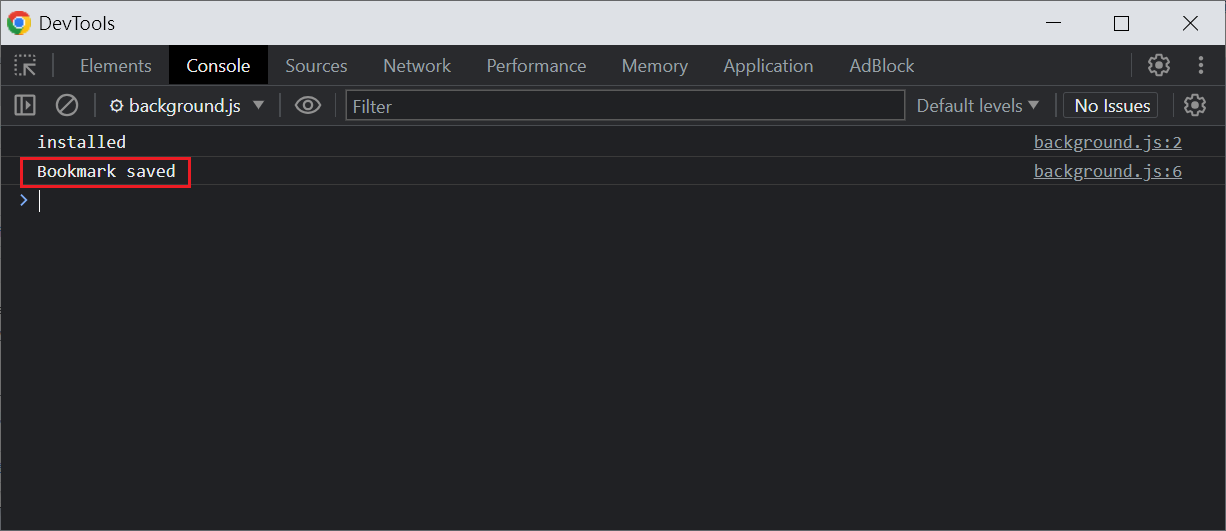 DevTools
Elements Console Sources Network Performance Memory Application AdBlock
background.js Filter Default levels No Issues
installed background.js:2
Bookmark saved background.js:6